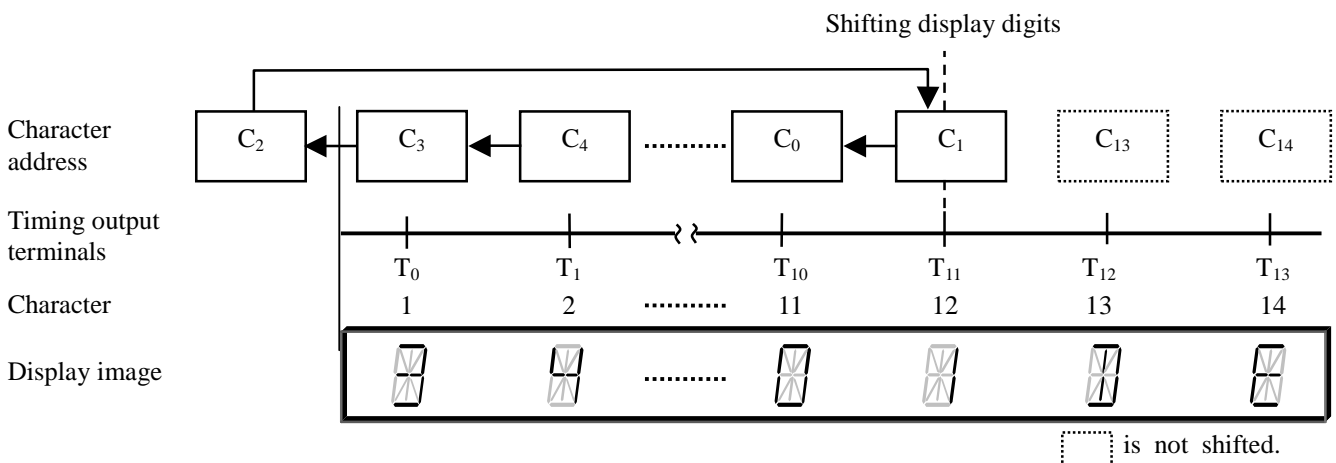 Shifting display digits
Character address
C₂ C₃ C₄ C₀ C₁ C₁₃ C₁₄
Timing output terminals
T₀ T₁ T₁₀ T₁₁ T₁₂ T₁₃
Character 1 2 ........ 11 12 13 14
Display image
is not shifted.